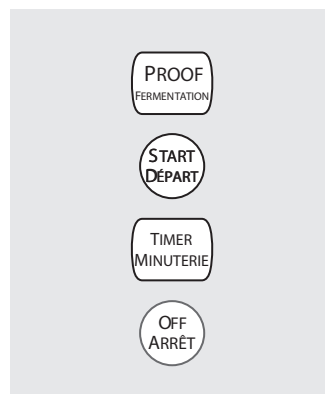 PROOF
FERMENTATION
START
DÉPART
TIMER
MINUTERIE
OFF
ARRÊT